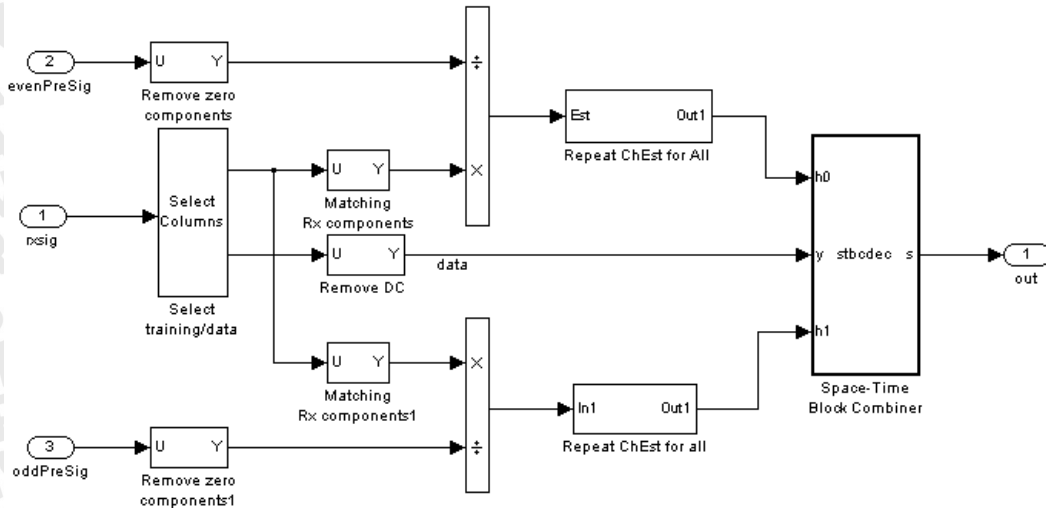 2
evenPreSig
U Y
Remove zero
components
÷
×
Est Out1
Repeat ChEst for All
1
rxsig
Select
Columns
Select
training/data
U Y
Matching
Rx components
U Y
Remove DC
data
h0
y stbcdec s
h1
Space-Time
Block Combiner
1
out
U Y
Matching
Rx components1
×
÷
In1 Out1
Repeat ChEst for all
3
oddPreSig
U Y
Remove zero
components1